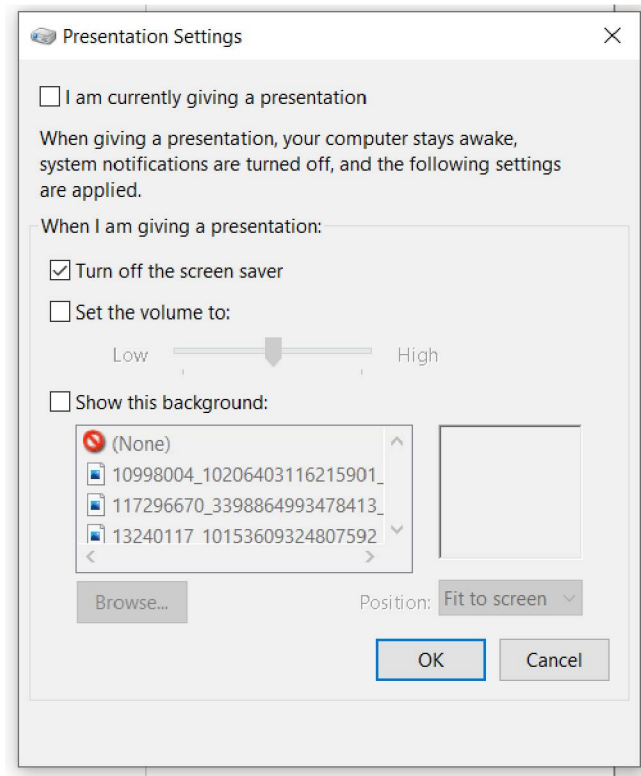 Presentation Settings
I am currently giving a presentation
When giving a presentation, your computer stays awake,
system notifications are turned off, and the following settings
are applied.
When I am giving a presentation:
Turn off the screen saver
Set the volume to:
Low High
Show this background:
(None)
10998004_10206403116215901_
117296670_3398864993478413_
13240117_10153609324807592
Browse...
Position: Fit to screen
OK Cancel